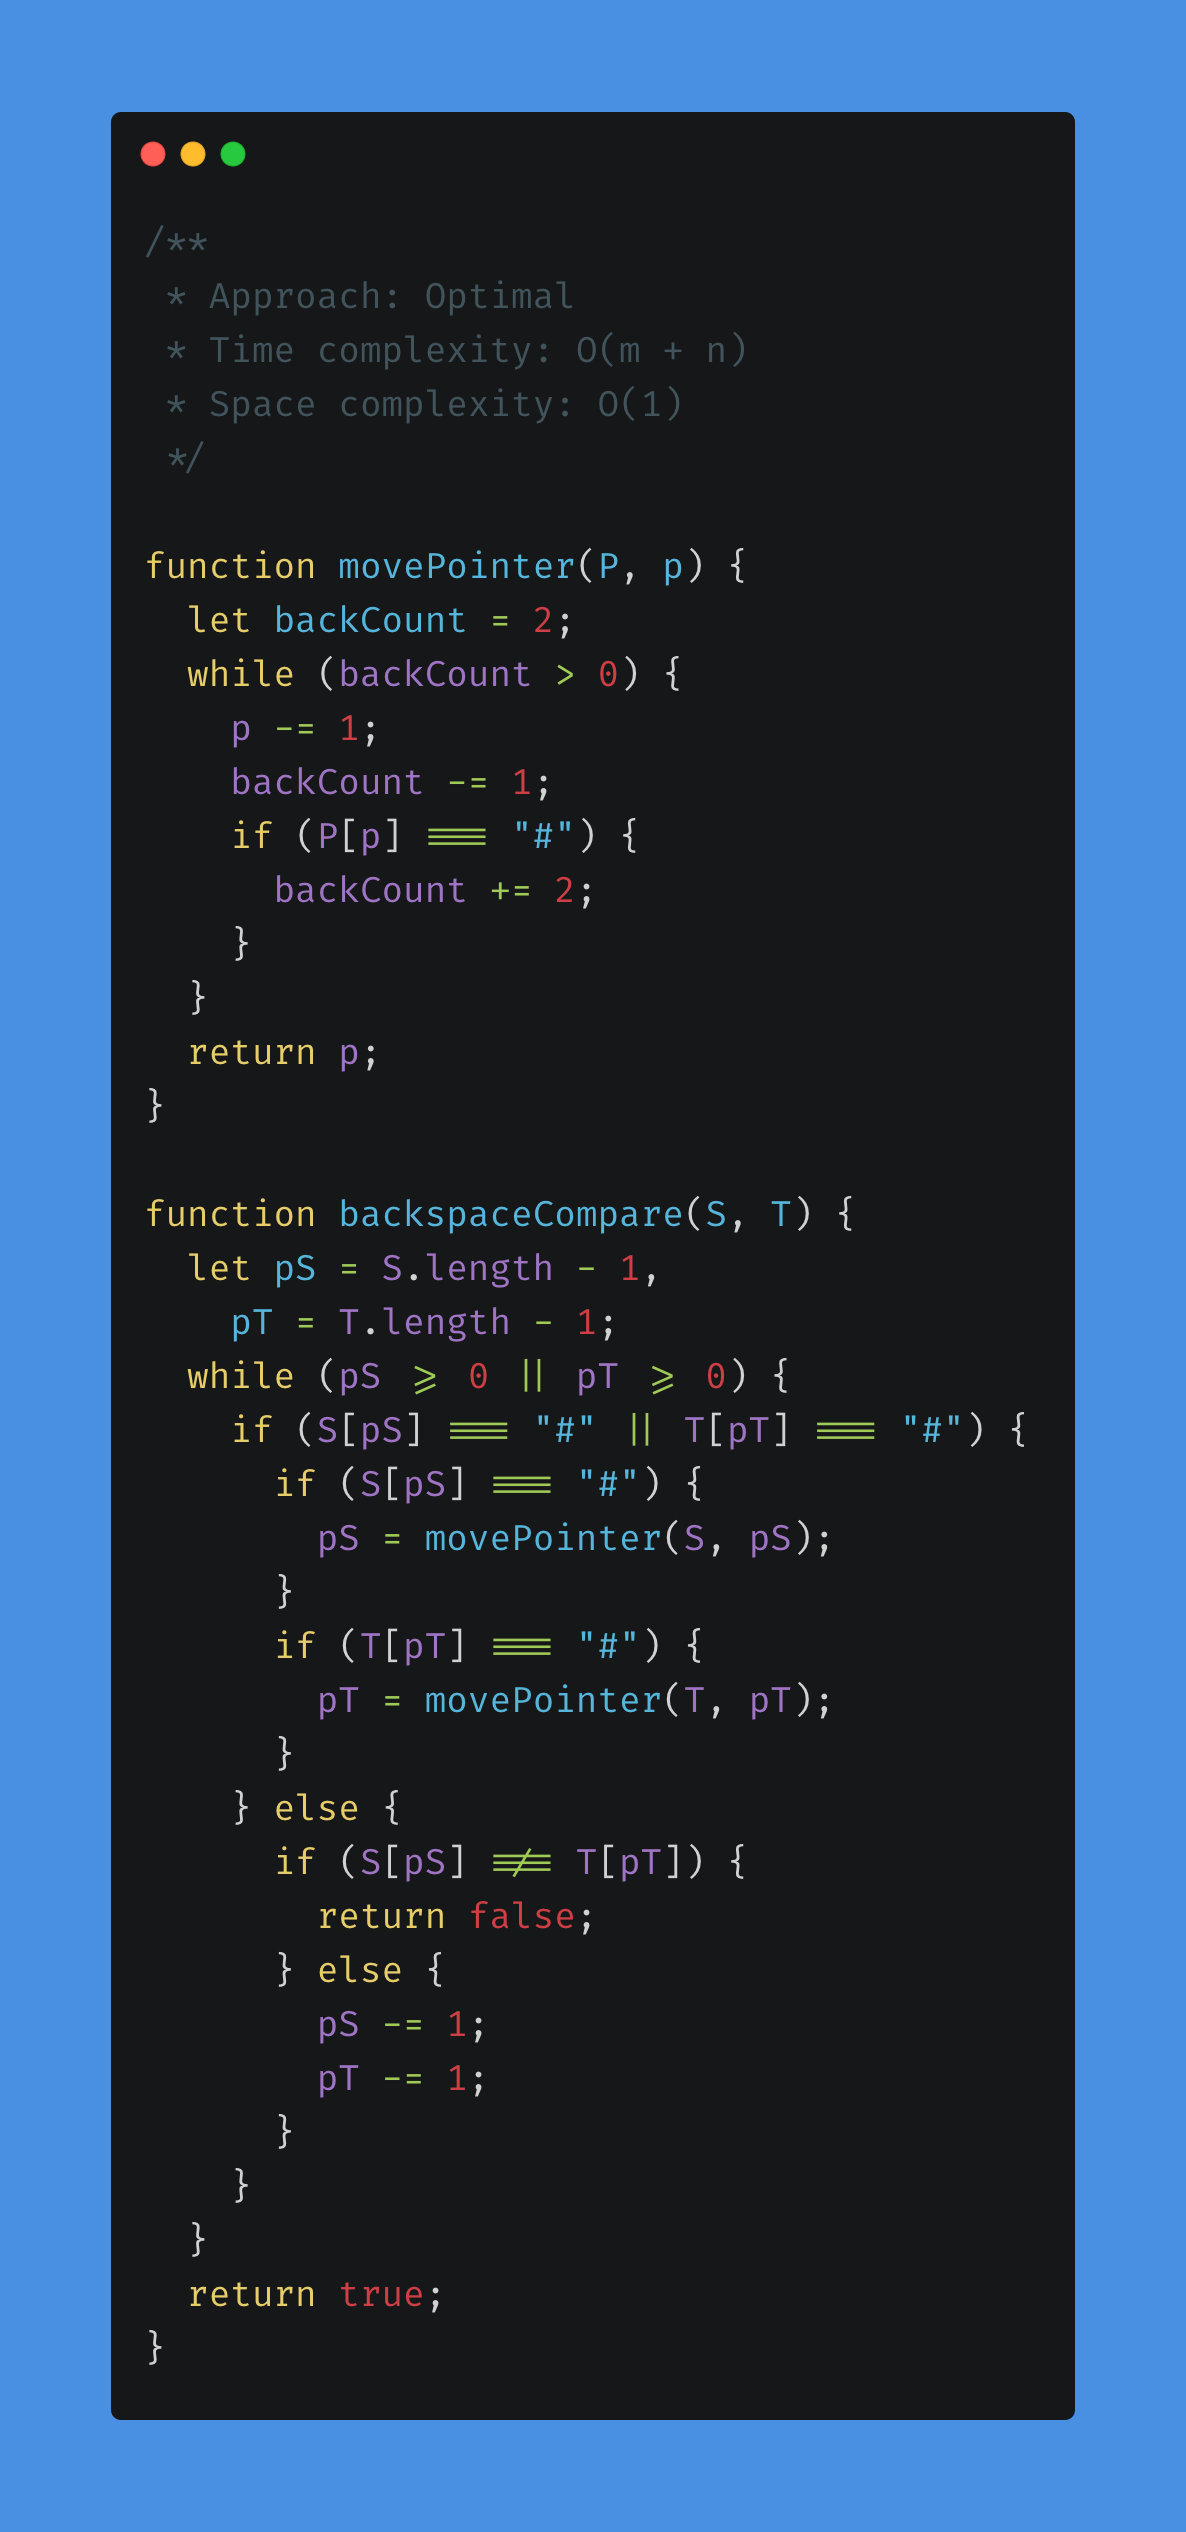 /**
 * Approach: Optimal
 * Time complexity: O(m + n)
 * Space complexity: O(1)
 */

function movePointer(P, p) {
  let backCount = 2;
  while (backCount > 0) {
    p -= 1;
    backCount -= 1;
    if (P[p] === "#") {
      backCount += 2;
    }
  }
  return p;
}

function backspaceCompare(S, T) {
  let pS = S.length - 1,
    pT = T.length - 1;
  while (pS >= 0 || pT >= 0) {
    if (S[pS] === "#" || T[pT] === "#") {
      if (S[pS] === "#") {
        pS = movePointer(S, pS);
      }
      if (T[pT] === "#") {
        pT = movePointer(T, pT);
      }
    } else {
      if (S[pS] !== T[pT]) {
        return false;
      } else {
        pS -= 1;
        pT -= 1;
      }
    }
  }
  return true;
}